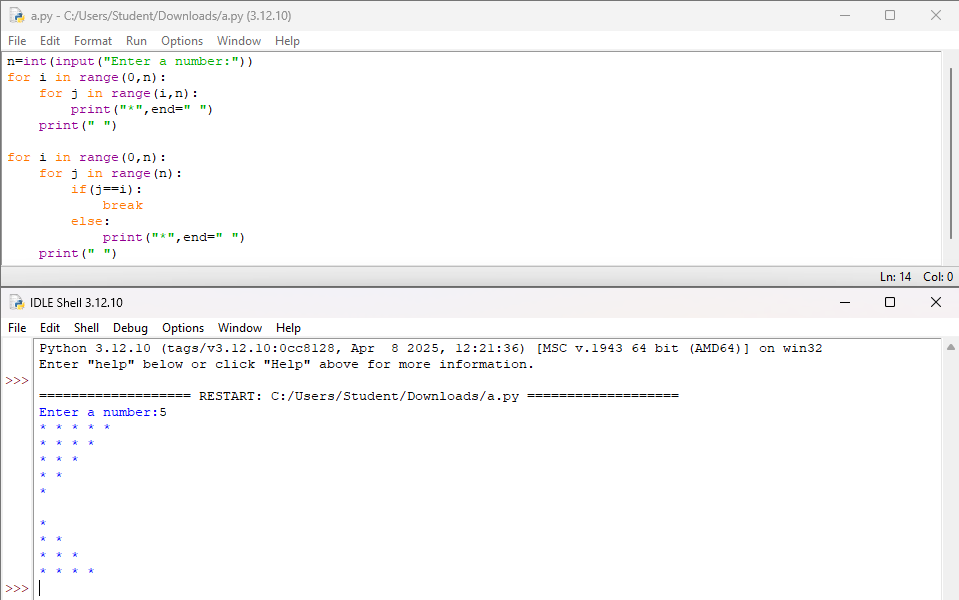 a.py - C:/Users/Student/Downloads/a.py (3.12.10)
File Edit Format Run Options Window Help
n=int(input("Enter a number:"))
for i in range(0,n):
    for j in range(i,n):
        print("*",end=" ")
    print(" ")

for i in range(0,n):
    for j in range(n):
        if(j==i):
            break
        else:
            print("*",end=" ")
    print(" ")
Ln: 14 Col: 0
IDLE Shell 3.12.10
File Edit Shell Debug Options Window Help
Python 3.12.10 (tags/v3.12.10:0cc8128, Apr  8 2025, 12:21:36) [MSC v.1943 64 bit (AMD64)] on win32
Enter "help" below or click "Help" above for more information.
>>>
=================== RESTART: C:/Users/Student/Downloads/a.py ===================
Enter a number:5
* * * * *
* * * *
* * *
* *
*

*
* *
* * *
* * * *
>>>